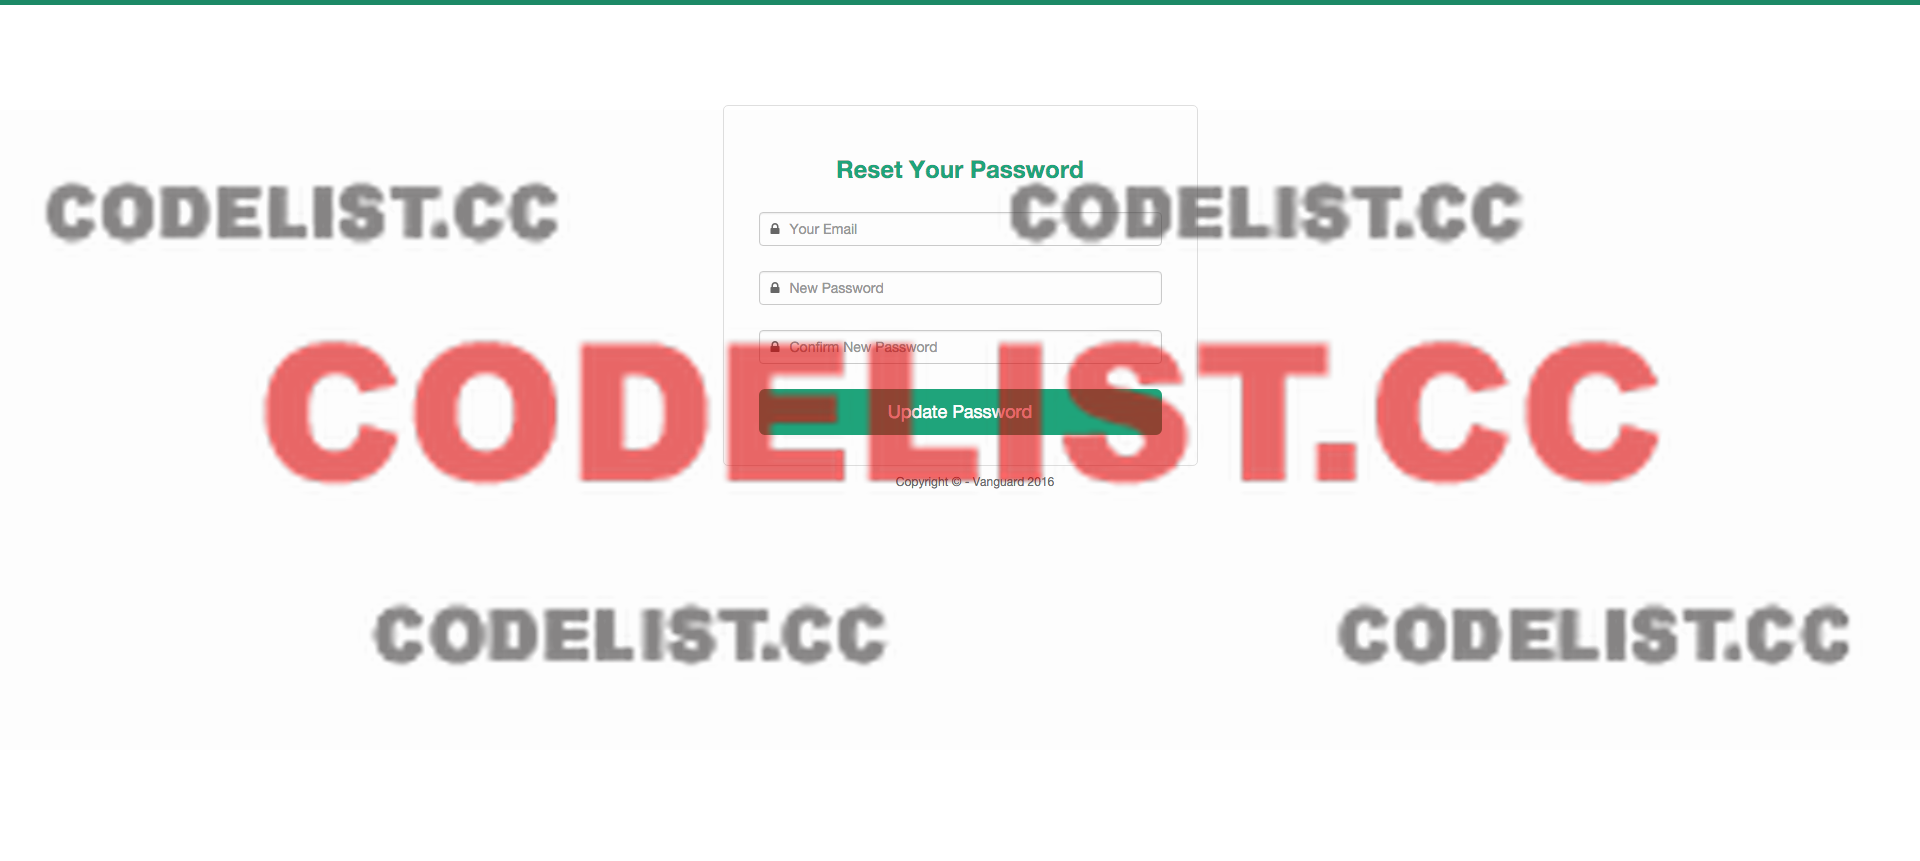 Reset Your Password
CODELIST.CC CODELIST.CC
Your Email
New Password
Confirm New Password
CODELIST.CC
Update Password
Copyright © - Vanguard 2016
CODELIST.CC CODELIST.CC